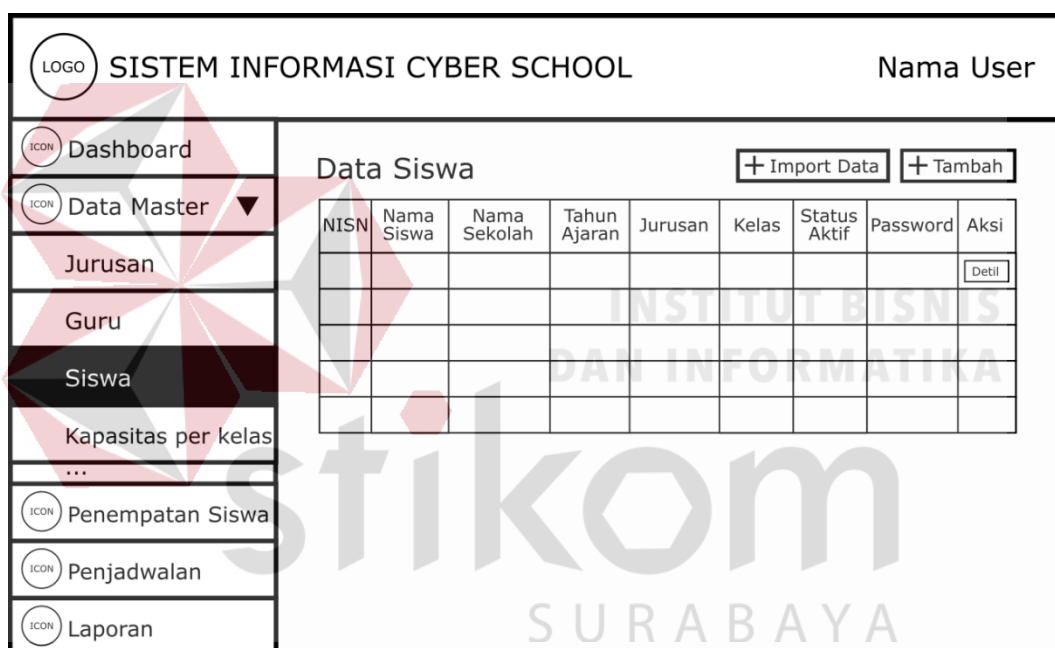 LOGO SISTEM INFORMASI CYBER SCHOOL Nama User
ICON Dashboard
ICON Data Master ▼
Jurusan
Guru
Siswa
Kapasitas per kelas
...
ICON Penempatan Siswa
ICON Penjadwalan
ICON Laporan
Data Siswa + Import Data + Tambah
NISN Nama Siswa Nama Sekolah Tahun Ajaran Jurusan Kelas Status Aktif Password Aksi
Detil
INSTITUT BISNIS
DAN INFORMATIKA
stikom
SURABAYA